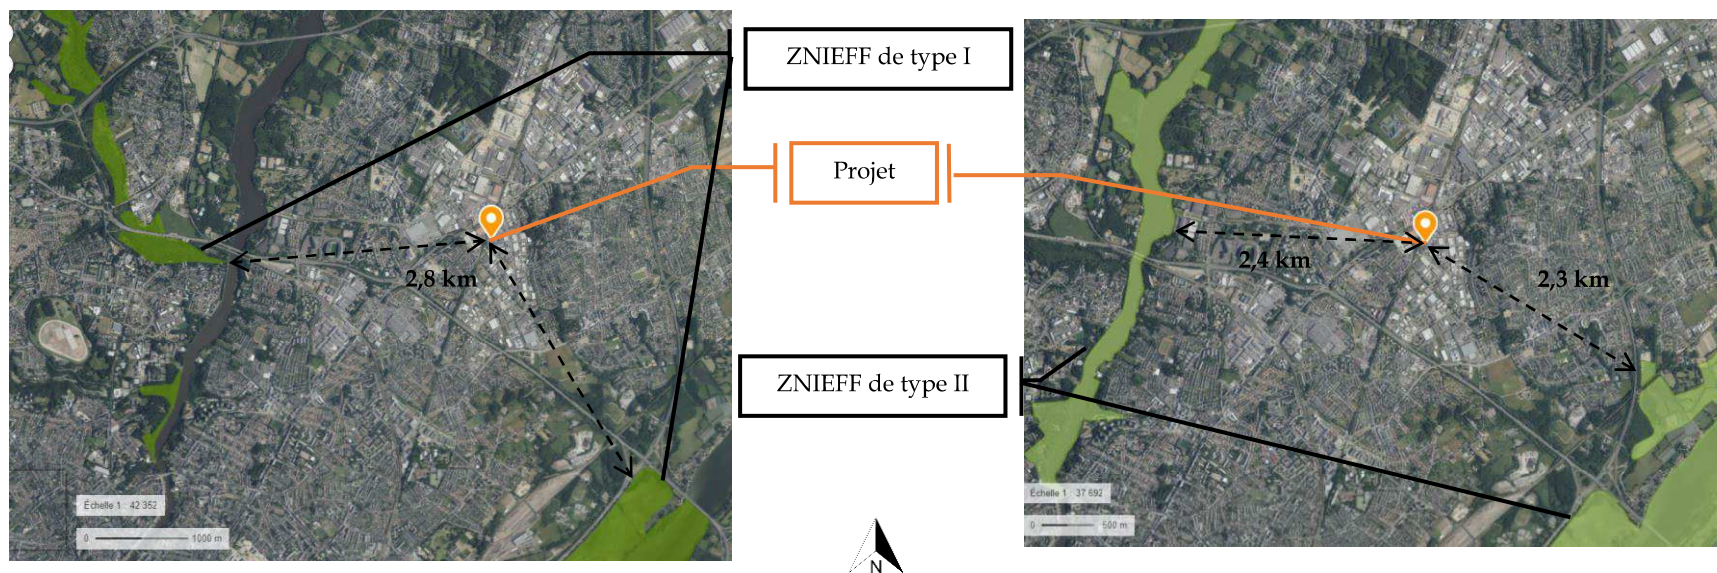 ZNIEFF de type I
Projet
2,8 km
2,4 km
2,3 km
ZNIEFF de type II
Échelle 1 : 42 352
0 1000 m
Échelle 1 : 37 692
0 500 m
N